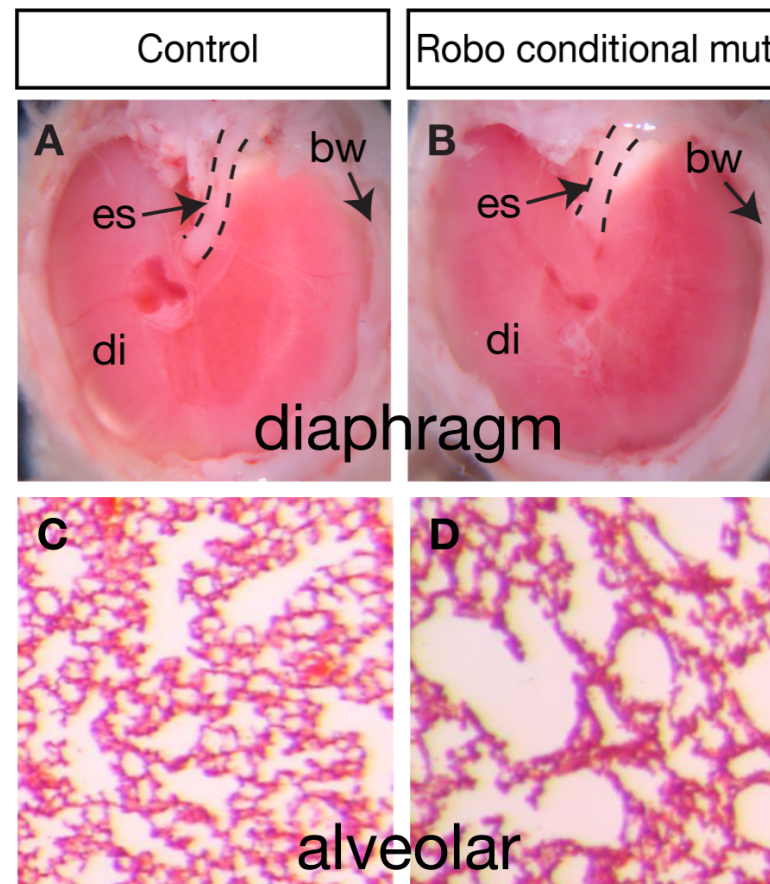 Control
Robo conditional mut
A
bw
es
di
B
bw
es
di
diaphragm
C
D
alveolar